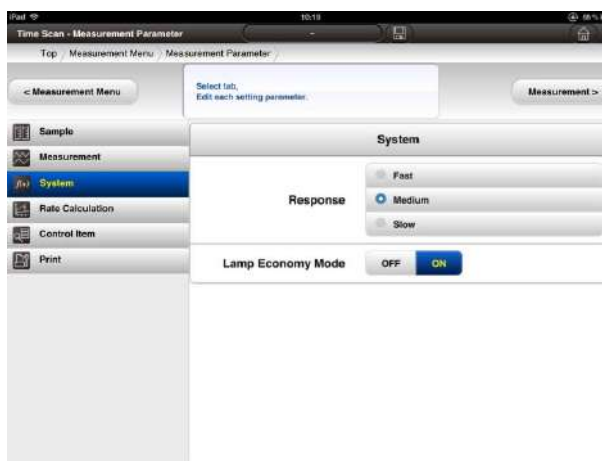 iPad
10:10
Time Scan - Measurement Parameter
-
Top / Measurement Menu / Measurement Parameter /
< Measurement Menu
Select tab,
Edit each setting parameter.
Measurement >
Sample
Measurement
System
Rate Calculation
Control Item
Print
System
Response
Fast
Medium
Slow
Lamp Economy Mode
OFF
ON